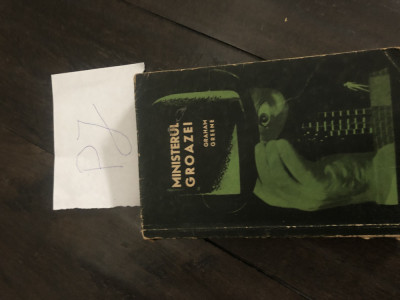 MINISTERUL
GROAZEI
GRAHAM
GREENE
PJ